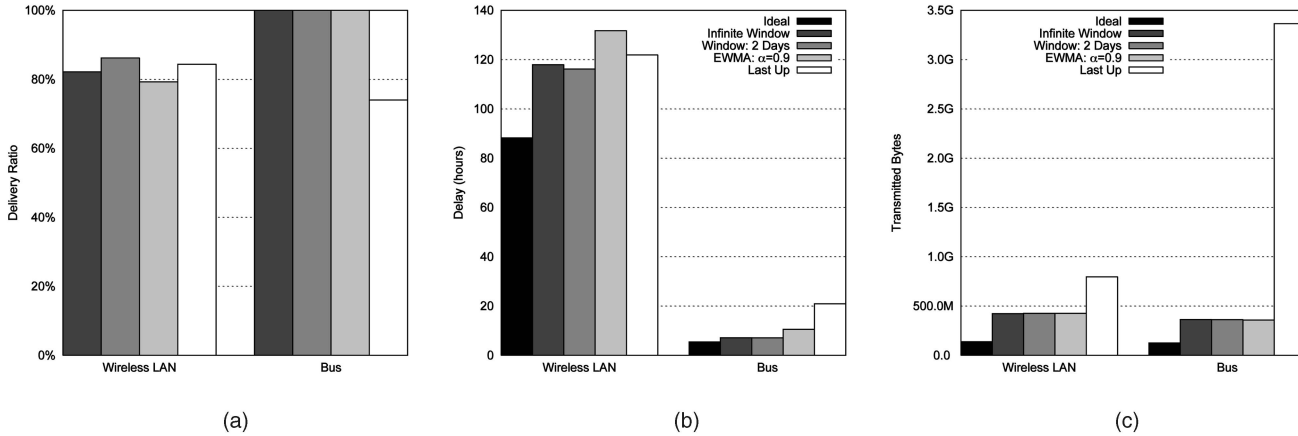 100%
80%
60%
40%
20%
0%
Delivery Ratio
Wireless LAN
Bus
(a)
140
120
100
80
60
40
20
0
Delay (hours)
Ideal
Infinite Window
Window: 2 Days
EWMA: α=0.9
Last Up
Wireless LAN
Bus
(b)
3.5G
3.0G
2.5G
2.0G
1.5G
1.0G
500.0M
0.0
Transmitted Bytes
Ideal
Infinite Window
Window: 2 Days
EWMA: α=0.9
Last Up
Wireless LAN
Bus
(c)